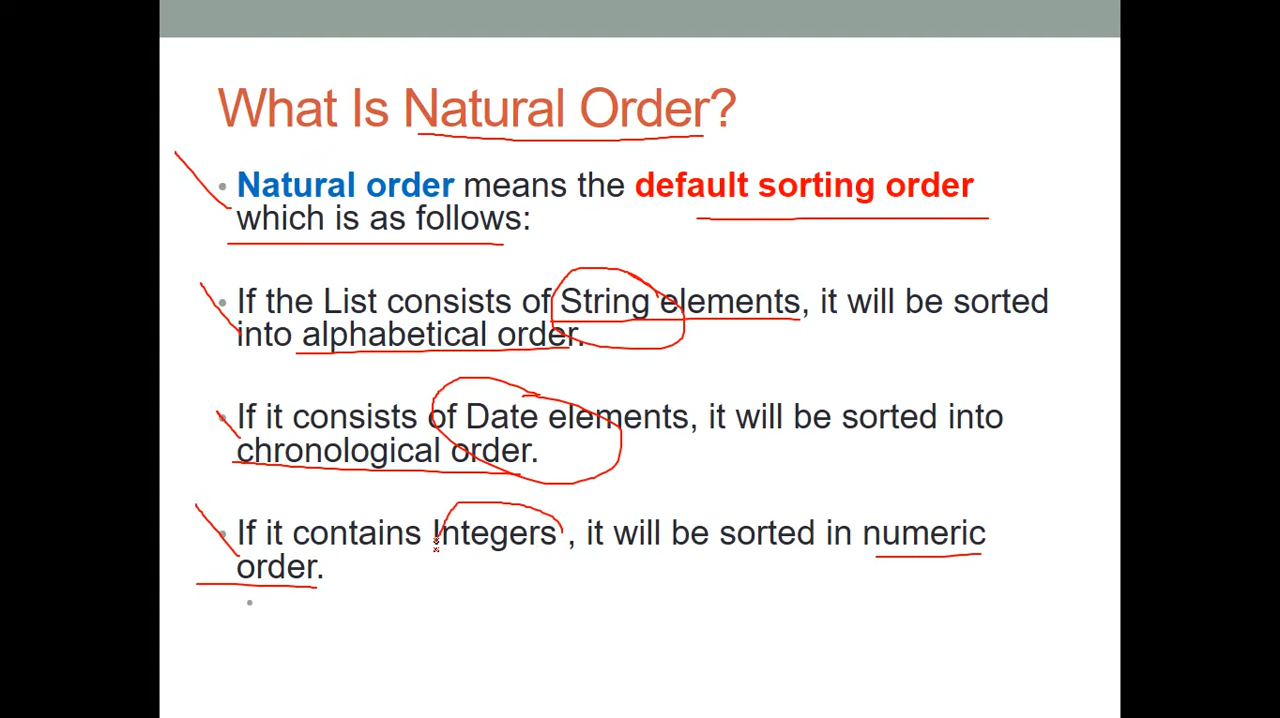 What Is Natural Order?
• Natural order means the default sorting order
which is as follows:
• If the List consists of String elements, it will be sorted
into alphabetical order.
• If it consists of Date elements, it will be sorted into
chronological order.
• If it contains Integers , it will be sorted in numeric
order.
•